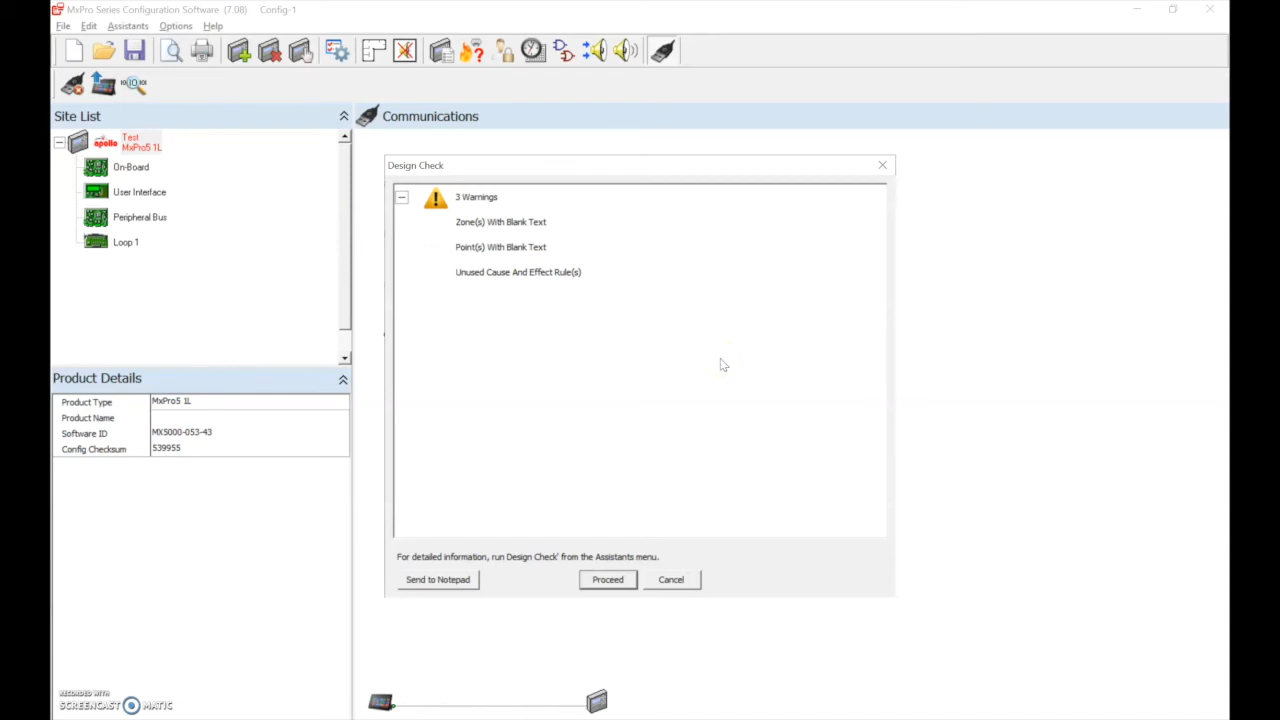 MxPro Series Configuration Software (7.08) Config-1
File Edit Assistants Options Help
Site List
Communications
apollo
Test
MxPro5 1L
On-Board
User Interface
Peripheral Bus
Loop 1
Design Check
3 Warnings
Zone(s) With Blank Text
Point(s) With Blank Text
Unused Cause And Effect Rule(s)
For detailed information, run Design Check' from the Assistants menu.
Send to Notepad Proceed Cancel
Product Details
Product Type MxPro5 1L
Product Name
Software ID MX5000-053-43
Config Checksum 539955
RECORDED WITH
SCREENCAST MATIC